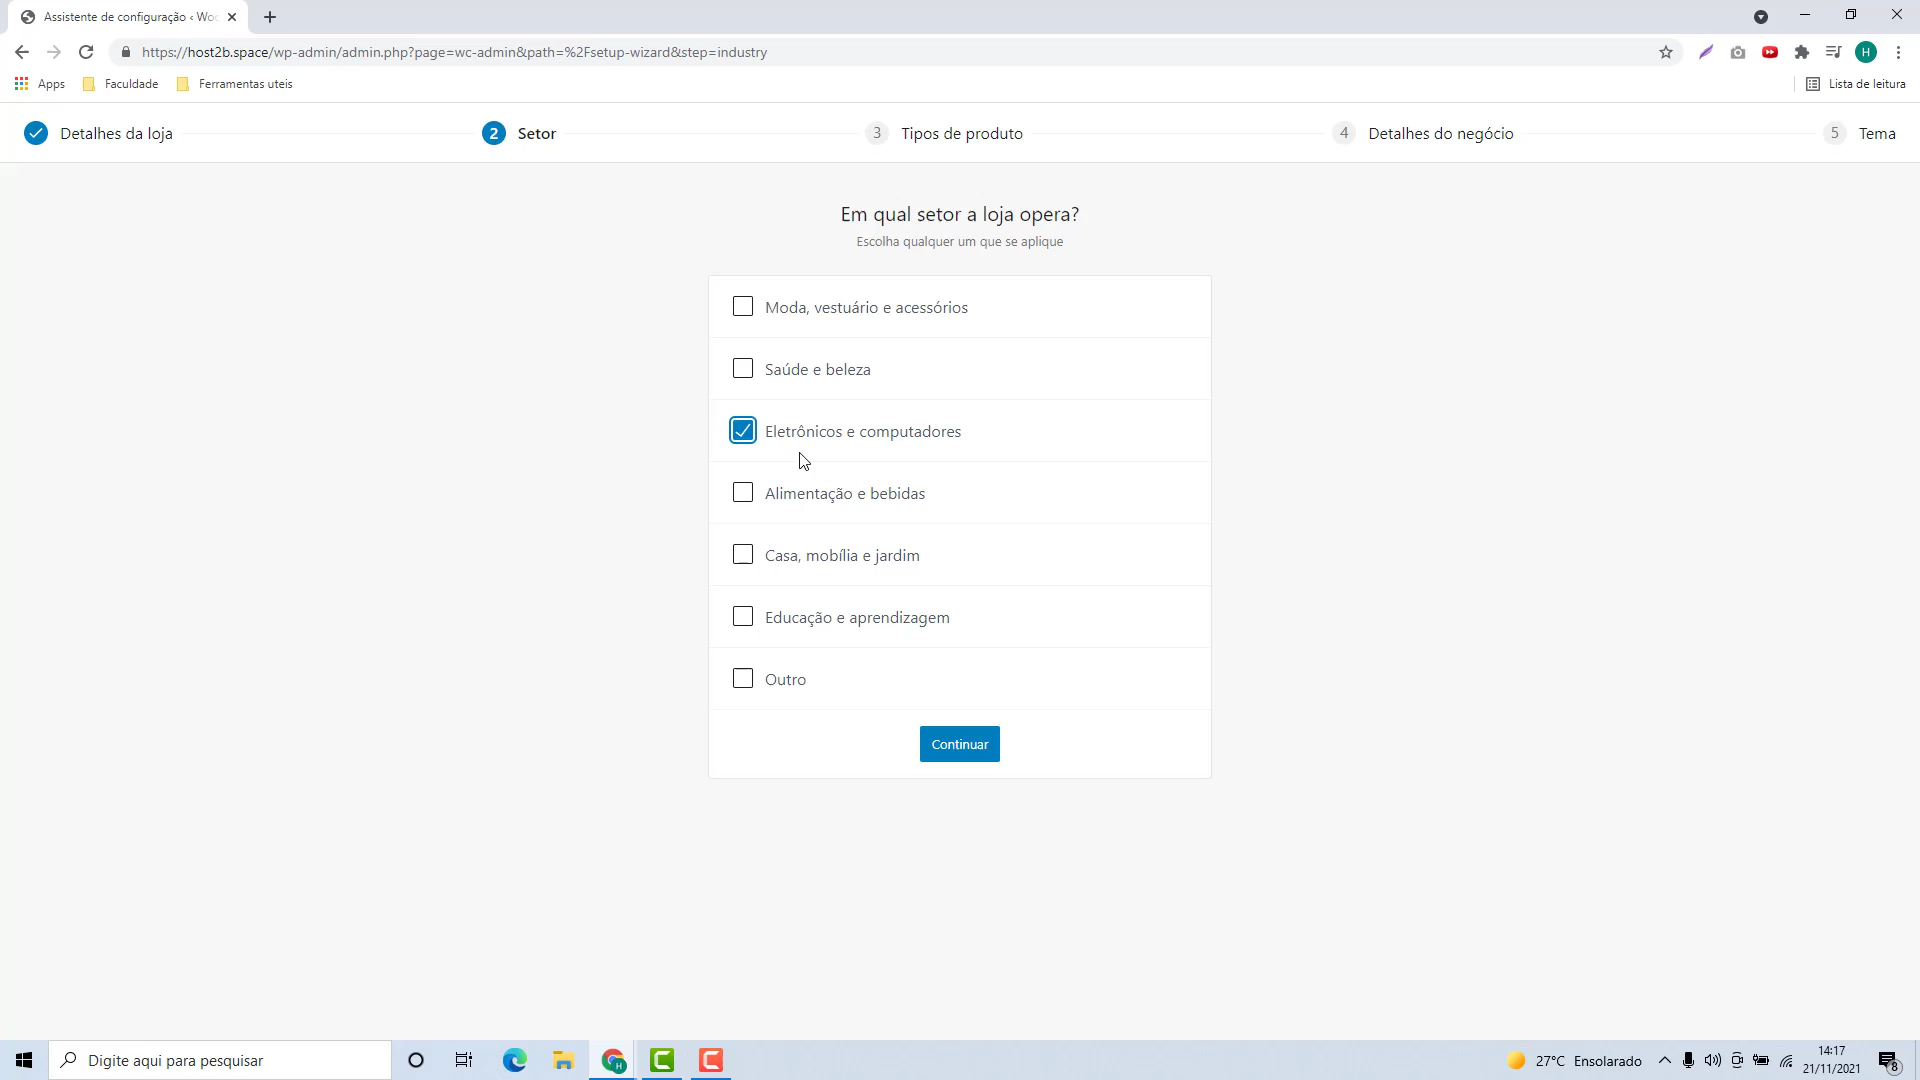 Assistente de configuração ‹ Woo
https://host2b.space/wp-admin/admin.php?page=wc-admin&path=%2Fsetup-wizard&step=industry
H
Apps
Faculdade
Ferramentas uteis
Lista de leitura
Detalhes da loja
2 Setor
3 Tipos de produto
4 Detalhes do negócio
5 Tema
Em qual setor a loja opera?
Escolha qualquer um que se aplique
Moda, vestuário e acessórios
Saúde e beleza
Eletrônicos e computadores
Alimentação e bebidas
Casa, mobília e jardim
Educação e aprendizagem
Outro
Continuar
Digite aqui para pesquisar
27°C Ensolarado
14:17
21/11/2021
8